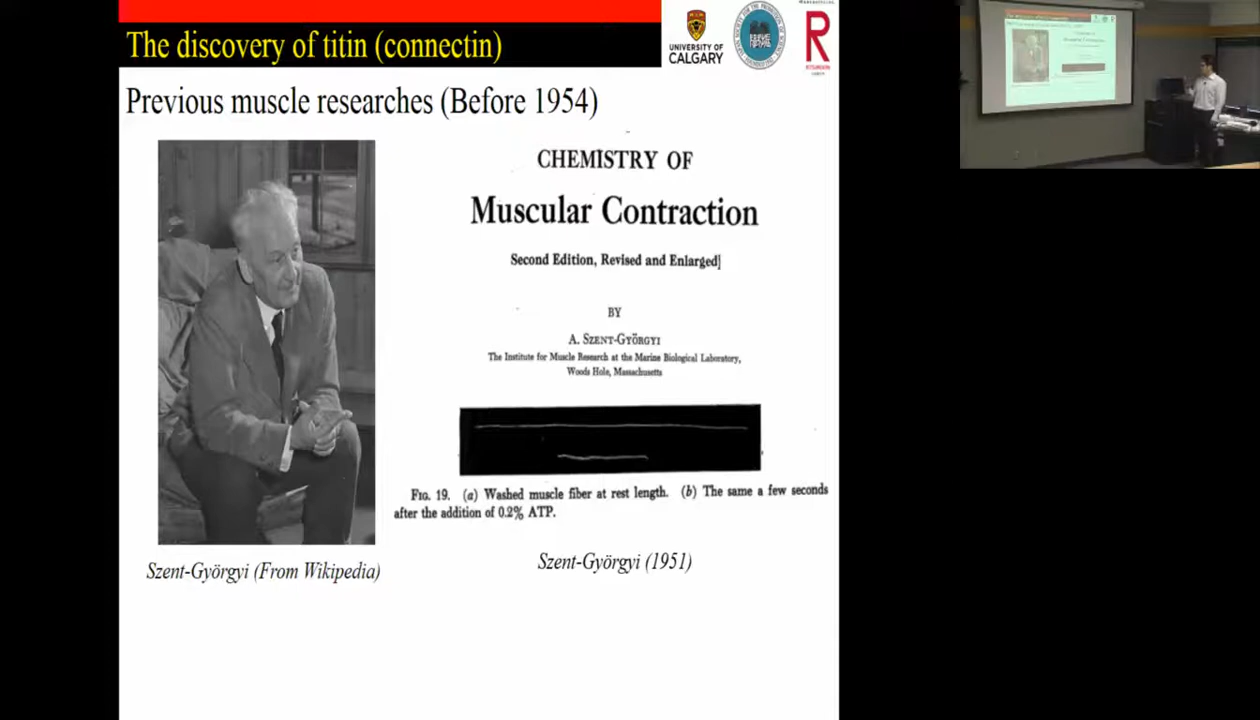 The discovery of titin (connectin)
UNIVERSITY OF
CALGARY
R
Previous muscle researches (Before 1954)
CHEMISTRY OF
Muscular Contraction
Second Edition, Revised and Enlarged
BY
A. SZENT-GYÖRGYI
The Institute for Muscle Research at the Marine Biological Laboratory,
Woods Hole, Massachusetts
FIG. 19. (a) Washed muscle fiber at rest length. (b) The same a few seconds
after the addition of 0.2% ATP.
Szent-Györgyi (From Wikipedia)
Szent-Györgyi (1951)